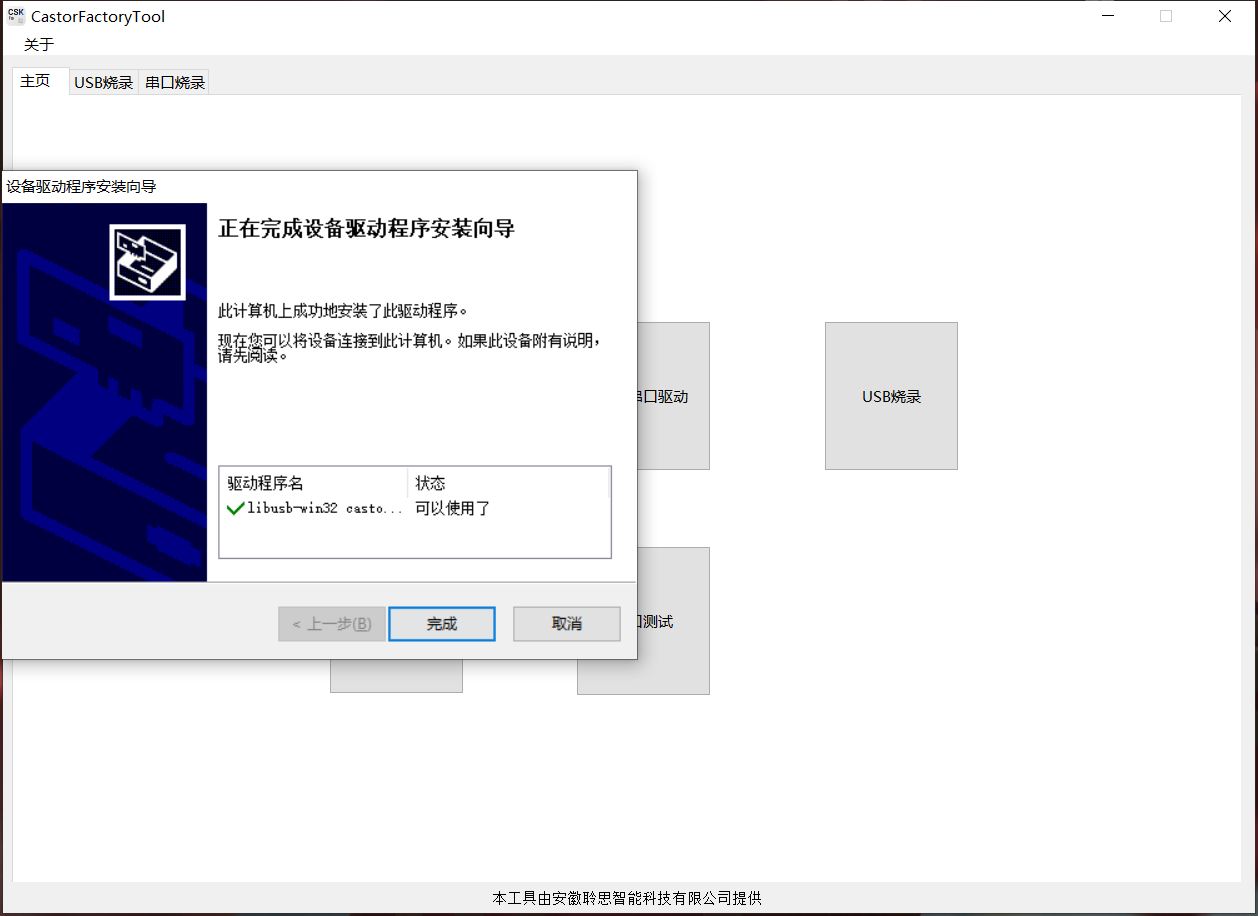 CSK
CastorFactoryTool
关于
主页
USB烧录
串口烧录
设备驱动程序安装向导
正在完成设备驱动程序安装向导
此计算机上成功地安装了此驱动程序。
现在您可以将设备连接到此计算机。如果此设备附有说明,
请先阅读。
驱动程序名
状态
libusb-win32 casto...
可以使用了
< 上一步(B)
完成
取消
串口驱动
USB烧录
口测试
本工具由安徽聆思智能科技有限公司提供